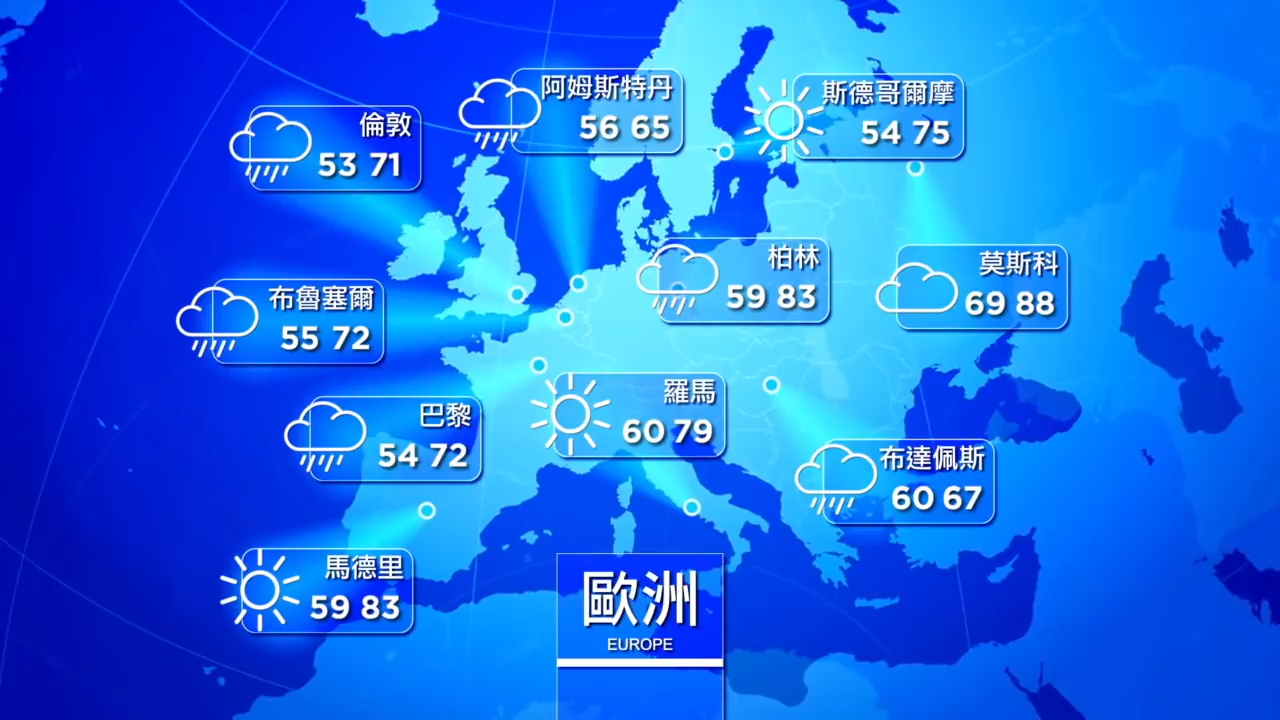 阿姆斯特丹
56 65
斯德哥爾摩
54 75
倫敦
53 71
柏林
59 83
莫斯科
69 88
布魯塞爾
55 72
羅馬
60 79
巴黎
54 72
布達佩斯
60 67
馬德里
59 83
歐洲
EUROPE